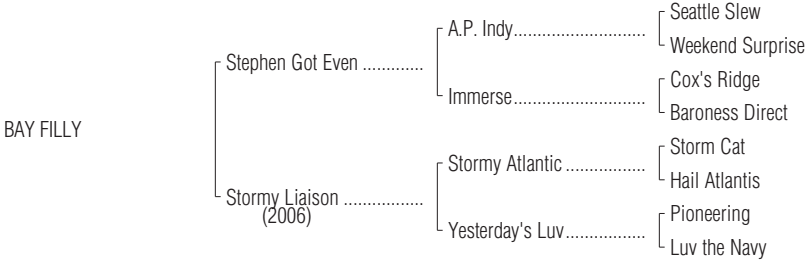 Seattle Slew
A.P. Indy............................
Weekend Surprise
Stephen Got Even .............
Cox's Ridge
Immerse............................
Baroness Direct
BAY FILLY
Storm Cat
Stormy Atlantic .................
Hail Atlantis
Stormy Liaison .................
(2006)
Pioneering
Yesterday's Luv.................
Luv the Navy